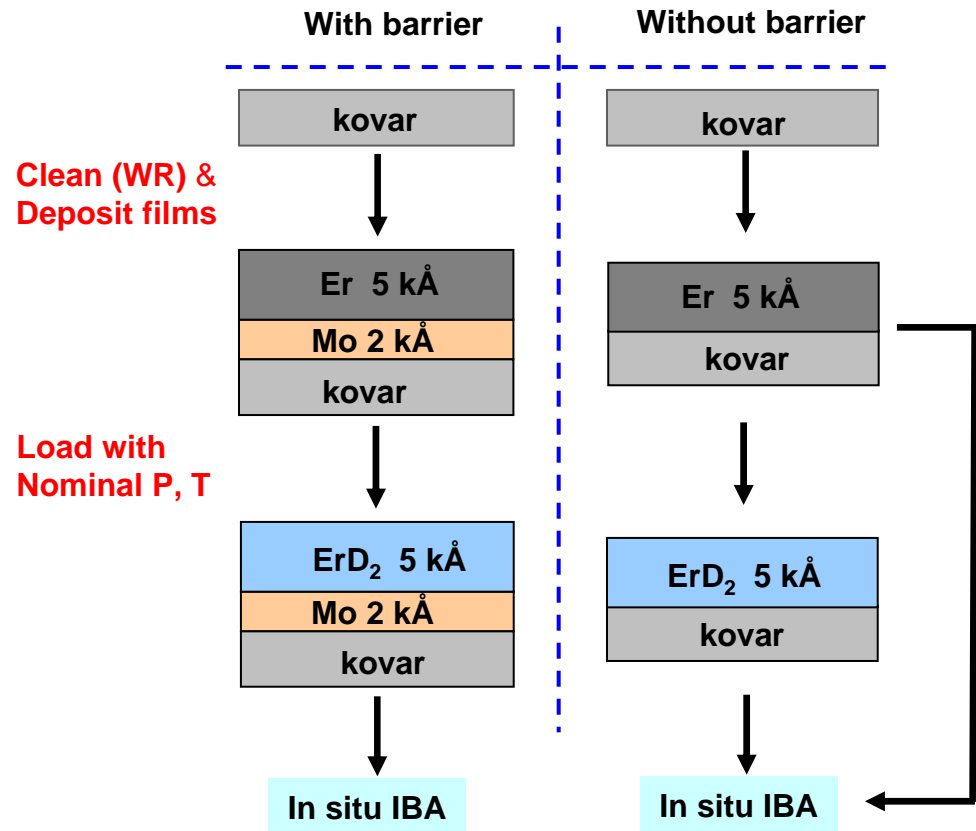 With barrier
Without barrier
kovar
kovar
Clean (WR) &
Deposit films
Er 5 kÅ
Mo 2 kÅ
kovar
Er 5 kÅ
kovar
Load with
Nominal P, T
ErD₂ 5 kÅ
Mo 2 kÅ
kovar
ErD₂ 5 kÅ
kovar
In situ IBA
In situ IBA